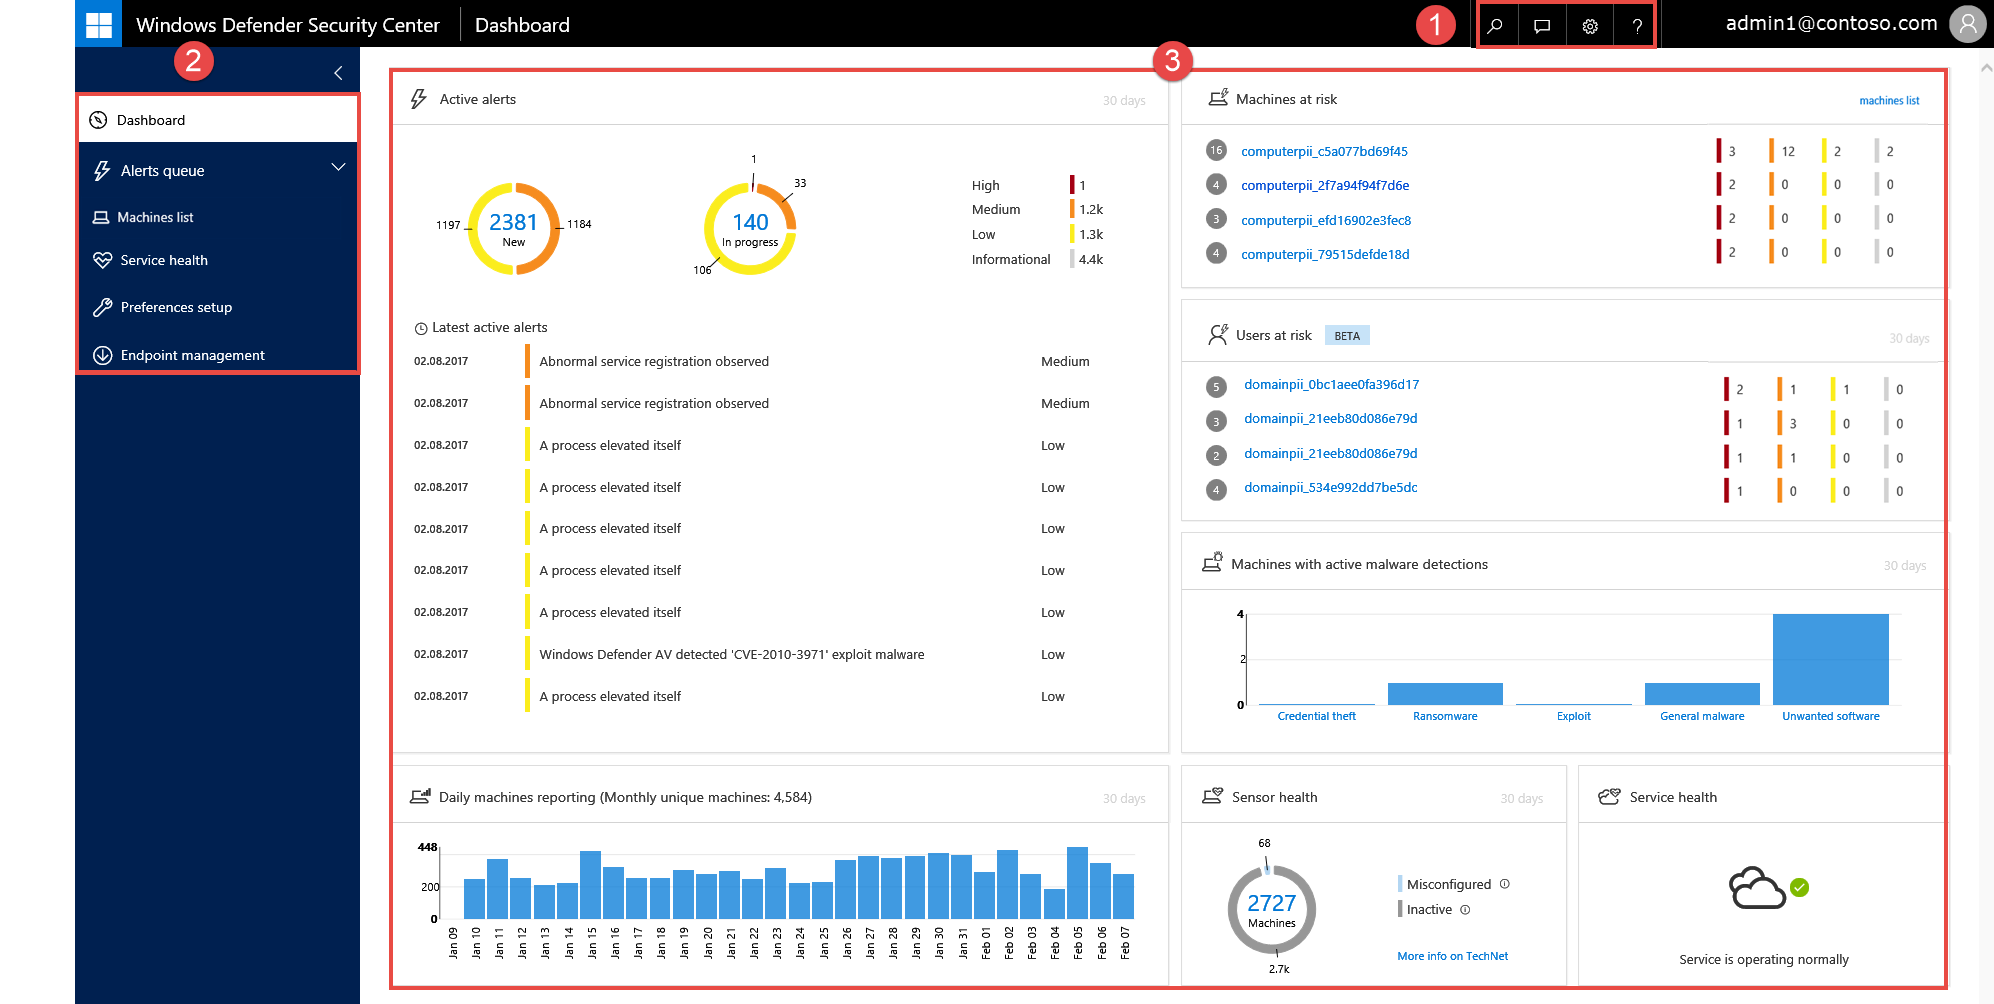 Windows Defender Security Center
Dashboard
1
?
admin1@contoso.com
2
3
Dashboard
Alerts queue
Machines list
Service health
Preferences setup
Endpoint management
Active alerts
30 days
1197
2381
New
1184
1
33
140
In progress
106
High 1
Medium 1.2k
Low 1.3k
Informational 4.4k
Latest active alerts
02.08.2017 Abnormal service registration observed Medium
02.08.2017 Abnormal service registration observed Medium
02.08.2017 A process elevated itself Low
02.08.2017 A process elevated itself Low
02.08.2017 A process elevated itself Low
02.08.2017 A process elevated itself Low
02.08.2017 A process elevated itself Low
02.08.2017 Windows Defender AV detected 'CVE-2010-3971' exploit malware Low
02.08.2017 A process elevated itself Low
Machines at risk
machines list
16 computerpii_c5a077bd69f45 3 12 2 2
4 computerpii_2f7a94f94f7d6e 2 0 0 0
3 computerpii_efd16902e3fec8 2 0 0 0
4 computerpii_79515defde18d 2 0 0 0
Users at risk BETA
30 days
5 domainpii_0bc1aee0fa396d17 2 1 1 0
3 domainpii_21eeb80d086e79d 1 3 0 0
2 domainpii_21eeb80d086e79d 1 1 0 0
4 domainpii_534e992dd7be5dc 1 0 0 0
Machines with active malware detections
30 days
4
2
0
Credential theft Ransomware Exploit General malware Unwanted software
Daily machines reporting (Monthly unique machines: 4,584)
30 days
448
200
0
Jan 09 Jan 10 Jan 11 Jan 12 Jan 13 Jan 14 Jan 15 Jan 16 Jan 17 Jan 18 Jan 19 Jan 20 Jan 21 Jan 22 Jan 23 Jan 24 Jan 25 Jan 26 Jan 27 Jan 28 Jan 29 Jan 30 Jan 31 Feb 01 Feb 02 Feb 03 Feb 04 Feb 05 Feb 06 Feb 07
Sensor health
30 days
68
2727
Machines
2.7k
Misconfigured
Inactive
More info on TechNet
Service health
Service is operating normally